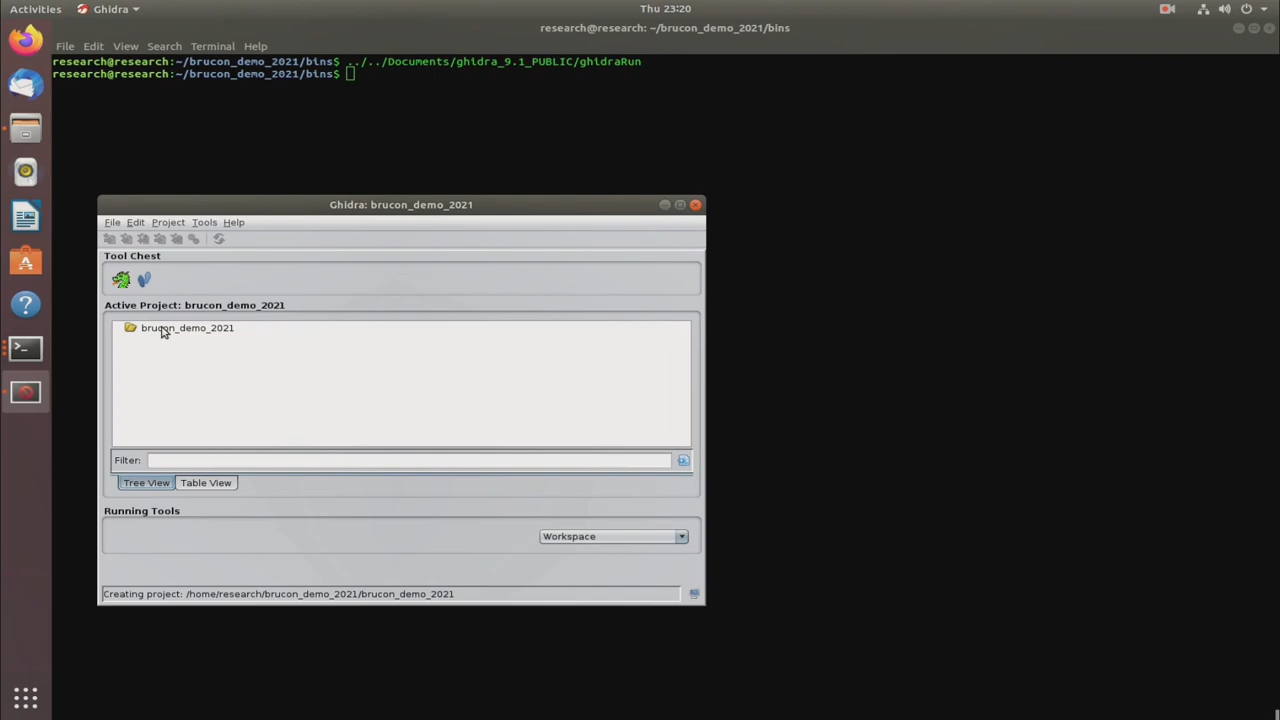 Activities Ghidra Thu 23:20
research@research: ~/brucon_demo_2021/bins
File Edit View Search Terminal Help
research@research:~/brucon_demo_2021/bins$ ../../Documents/ghidra_9.1_PUBLIC/ghidraRun
research@research:~/brucon_demo_2021/bins$
Ghidra: brucon_demo_2021
File Edit Project Tools Help
Tool Chest
Active Project: brucon_demo_2021
brucon_demo_2021
Filter:
Tree View Table View
Running Tools
Workspace
Creating project: /home/research/brucon_demo_2021/brucon_demo_2021